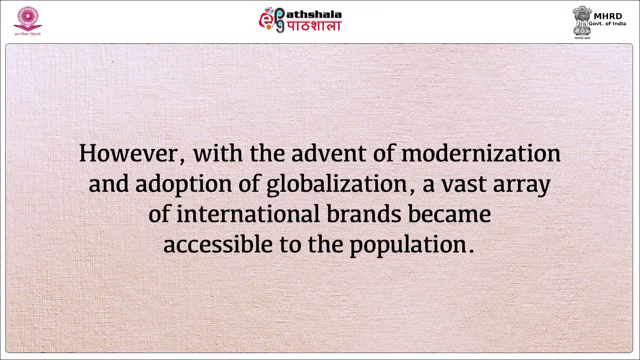 ePathshala
पाठशाला
MHRD
Govt. of India
However, with the advent of modernization
and adoption of globalization, a vast array
of international brands became
accessible to the population.